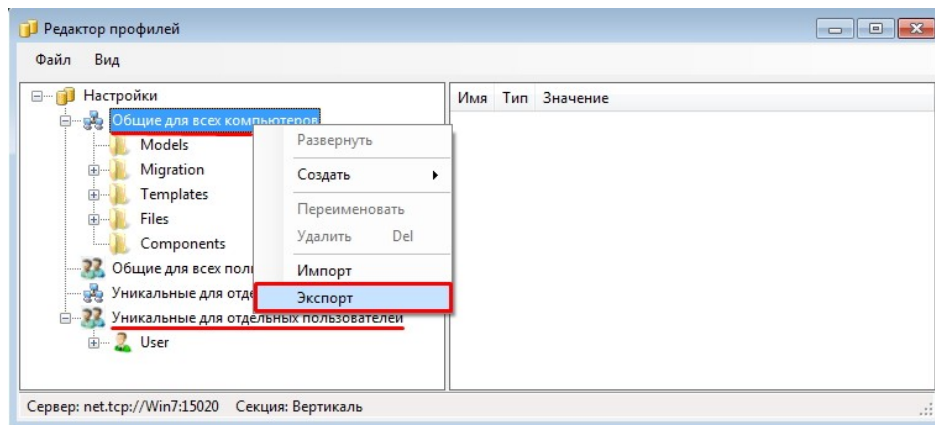 Редактор профилей
Файл Вид
Настройки
Имя Тип Значение
Общие для всех компьютеров
Models
Развернуть
Migration
Создать
Templates
Переименовать
Files
Удалить Del
Components
Общие для всех
Импорт
Уникальные для
Экспорт
Уникальные для отдельных пользователей
User
Сервер: net.tcp://Win7:15020 Секция: Вертикаль